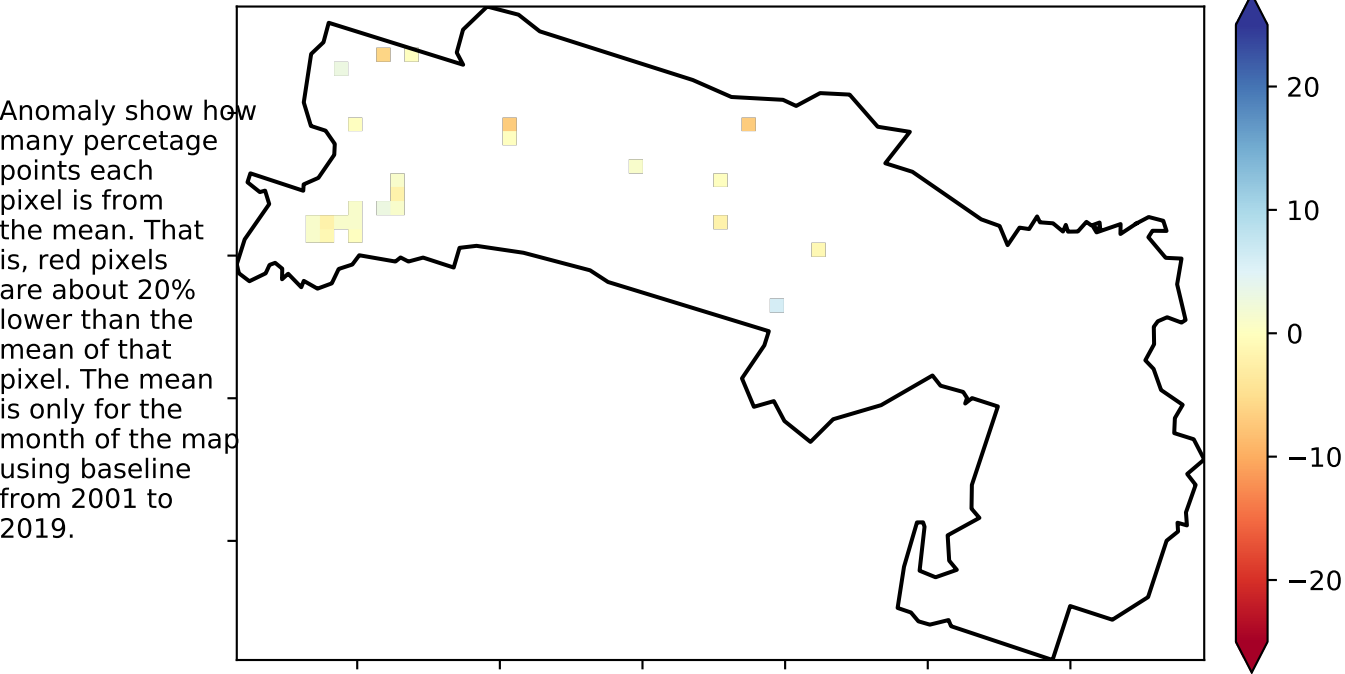 Anomaly show how
many percetage
points each
pixel is from
the mean. That
is, red pixels
are about 20%
lower than the
mean of that
pixel. The mean
is only for the
month of the map
using baseline
from 2001 to
2019.
20
10
0
−10
−20